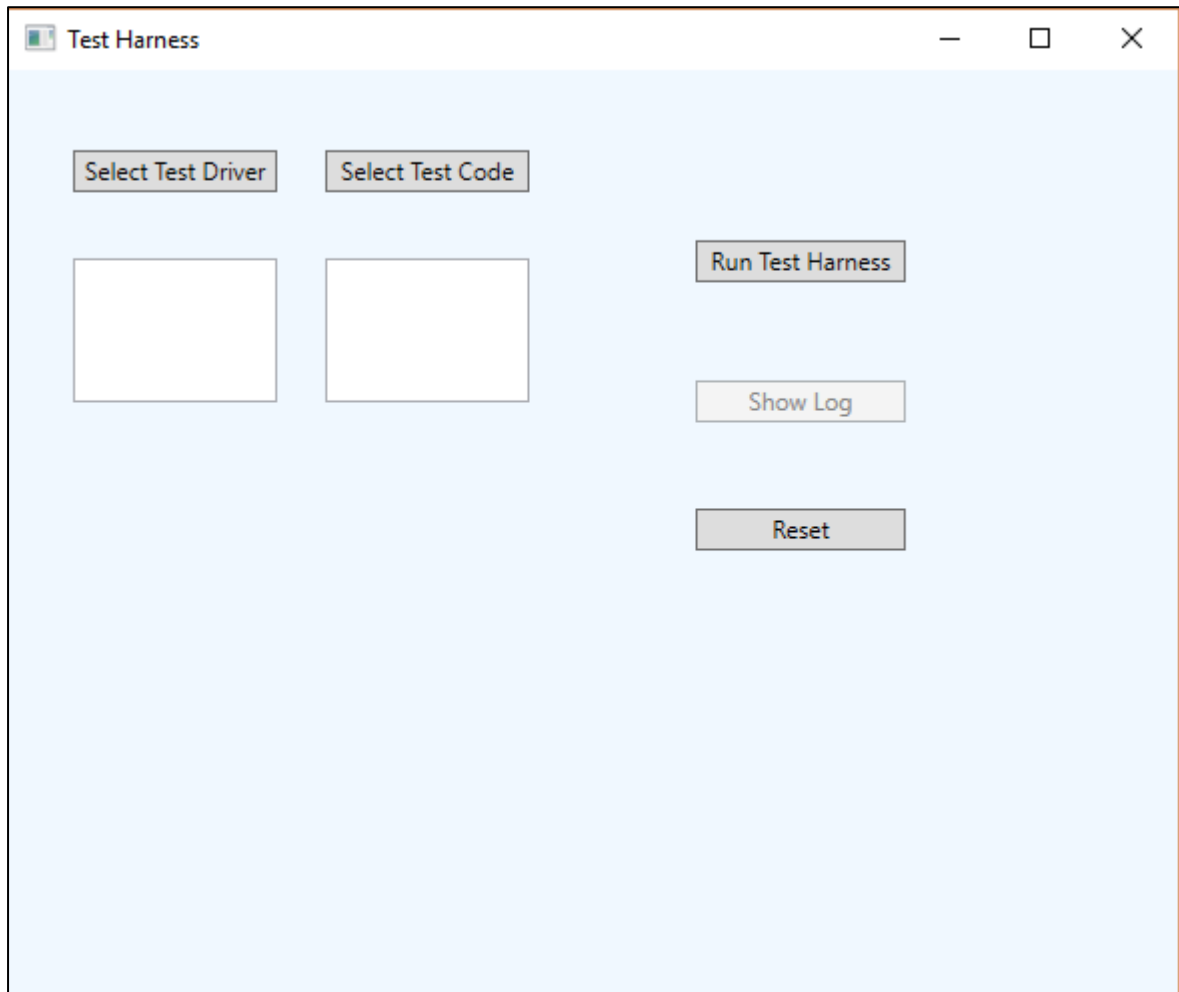 Test Harness
Select Test Driver
Select Test Code
Run Test Harness
Show Log
Reset